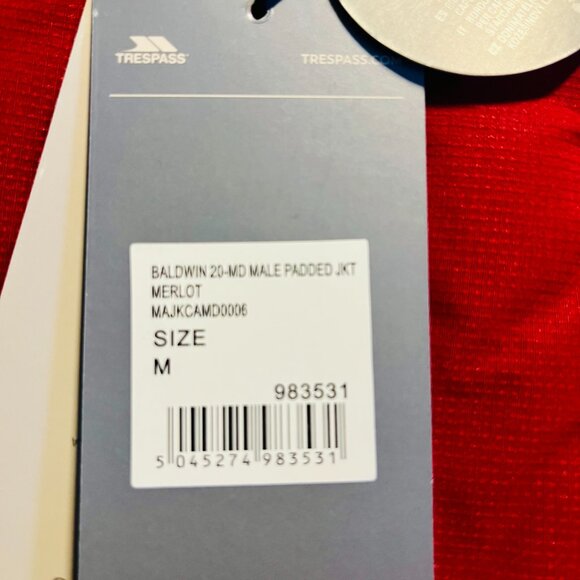 TRESPASS
TRESPASS.COM
BALDWIN 20-MD MALE PADDED JKT
MERLOT
MAJKCAMD0006
SIZE
M
983531
5 045274 983531